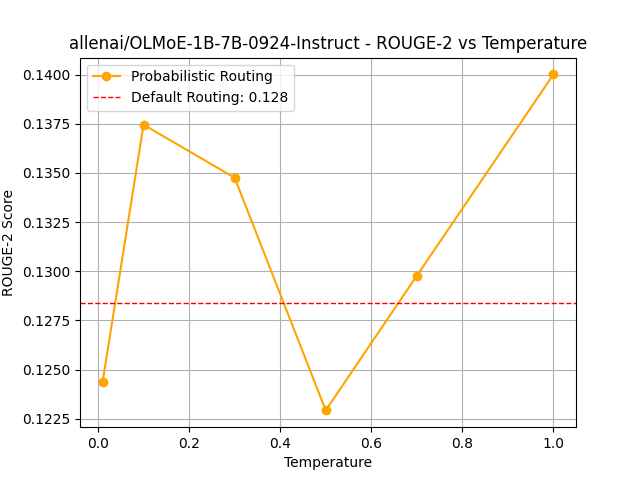 allenai/OLMoE-1B-7B-0924-Instruct - ROUGE-2 vs Temperature
Probabilistic Routing
Default Routing: 0.128
0.1400
0.1375
0.1350
0.1325
0.1300
0.1275
0.1250
0.1225
ROUGE-2 Score
0.0 0.2 0.4 0.6 0.8 1.0
Temperature